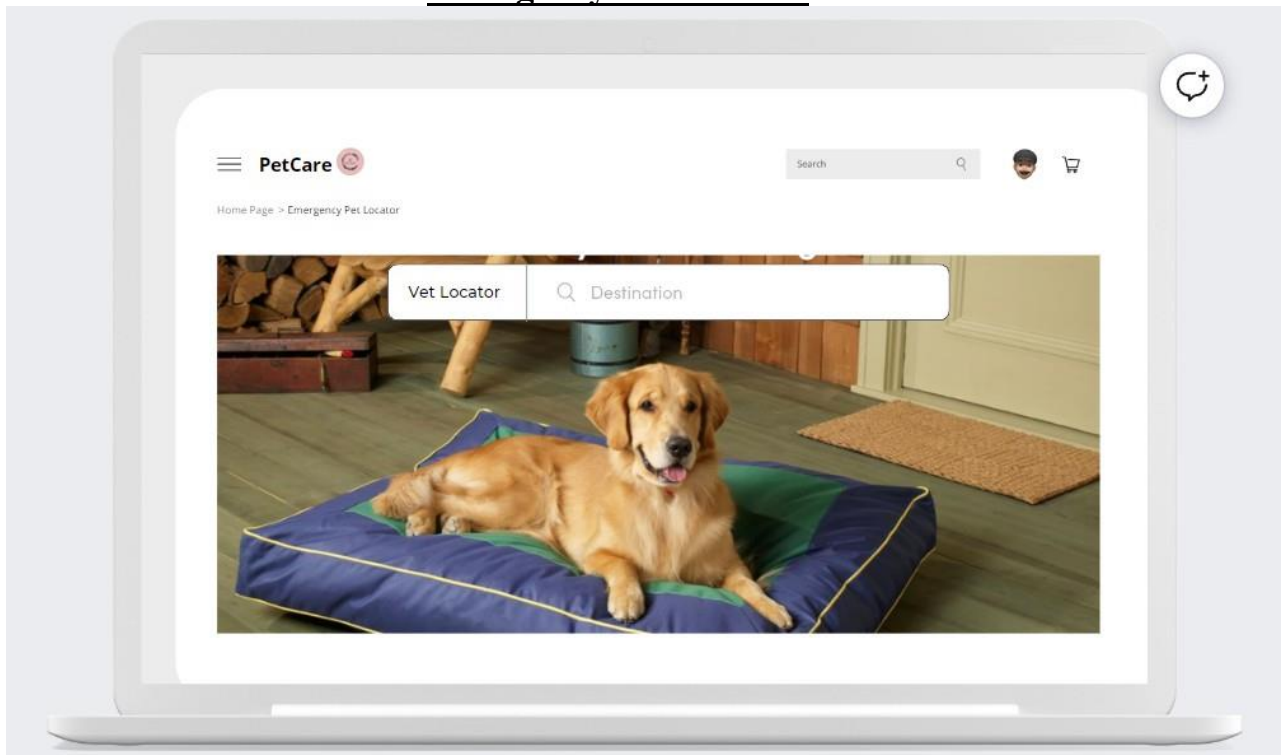 PetCare
Search
Home Page > Emergency Pet Locator
Vet Locator
Destination